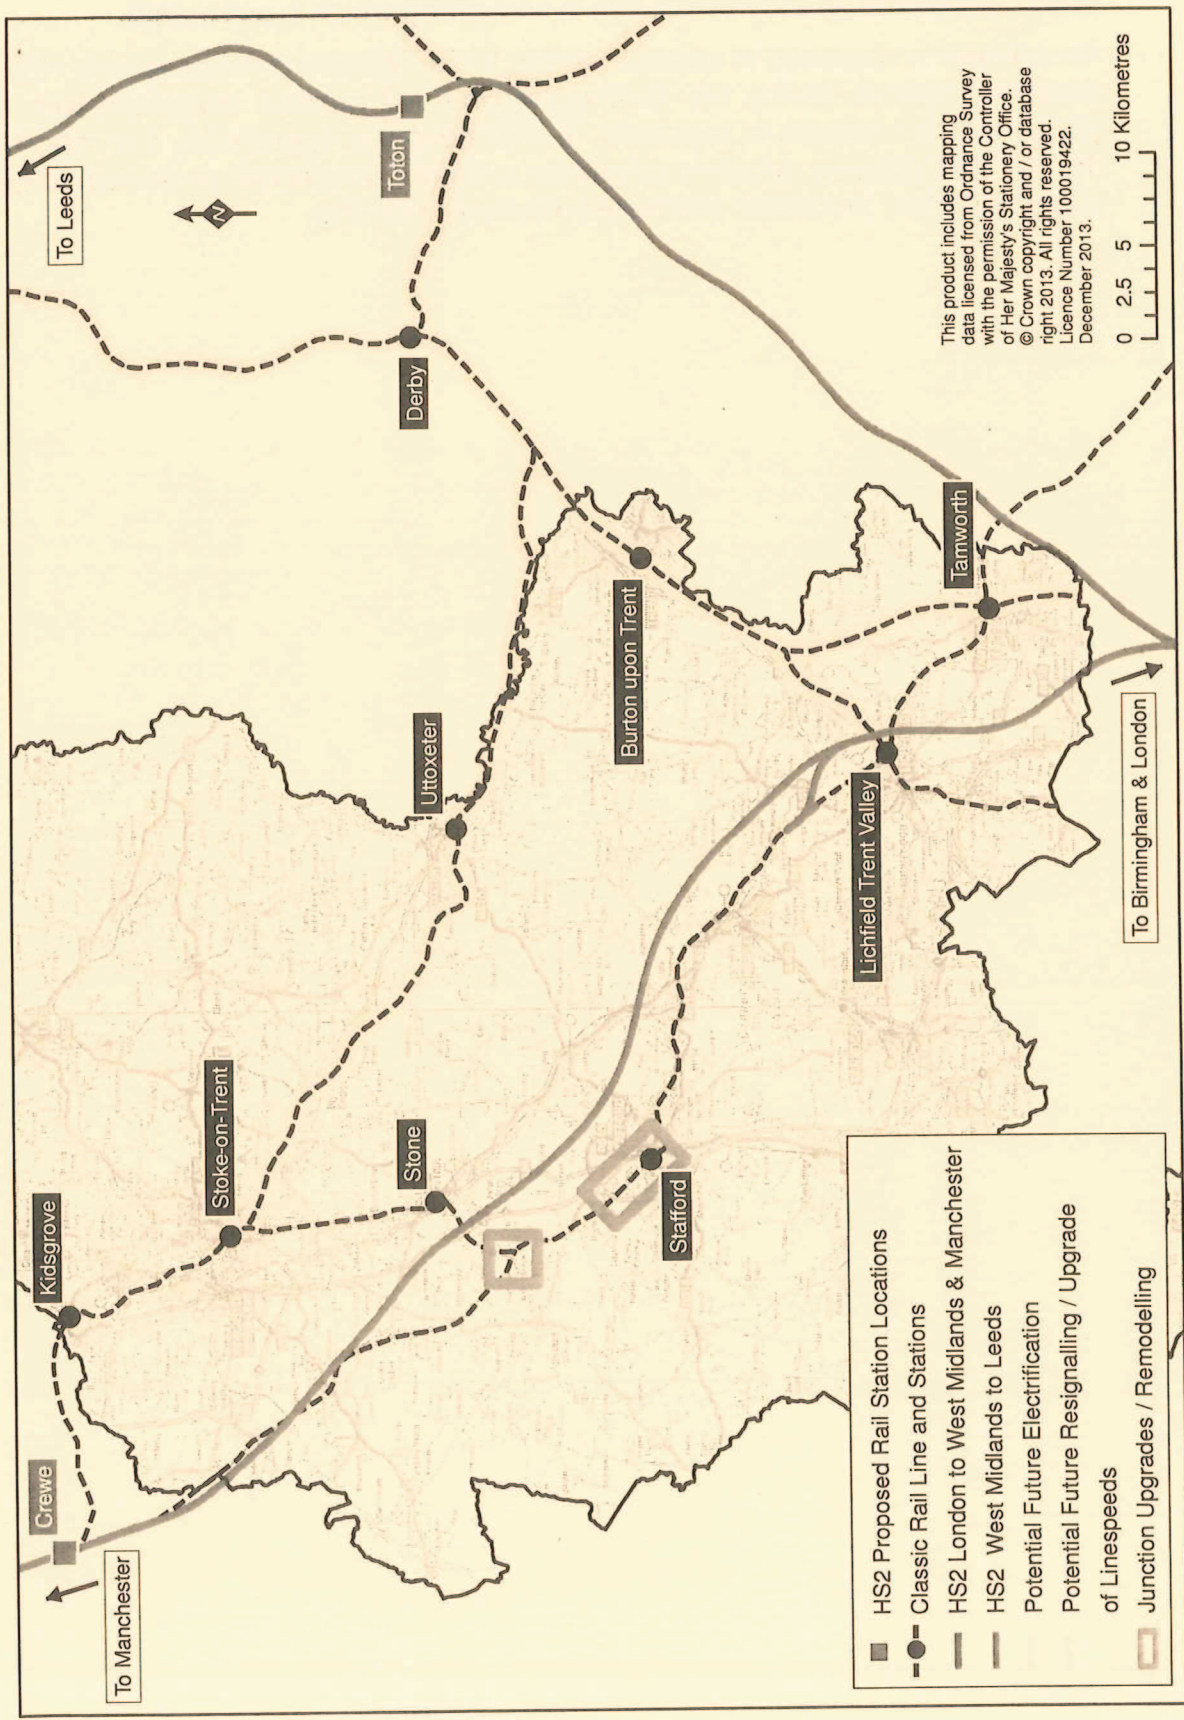 To Manchester
Crewe
Kidsgrove
Stoke-on-Trent
Stone
Stafford
Uttoxeter
Burton upon Trent
Lichfield Trent Valley
Tamworth
Derby
Toton
To Leeds
N
To Birmingham & London
HS2 Proposed Rail Station Locations
Classic Rail Line and Stations
HS2 London to West Midlands & Manchester
HS2 West Midlands to Leeds
Potential Future Electrification
Potential Future Resignalling / Upgrade
of Linespeeds
Junction Upgrades / Remodelling
This product includes mapping
data licensed from Ordnance Survey
with the permission of the Controller
of Her Majesty's Stationery Office.
© Crown copyright and / or database
right 2013. All rights reserved.
Licence Number 100019422.
December 2013.
0 2.5 5 10 Kilometres